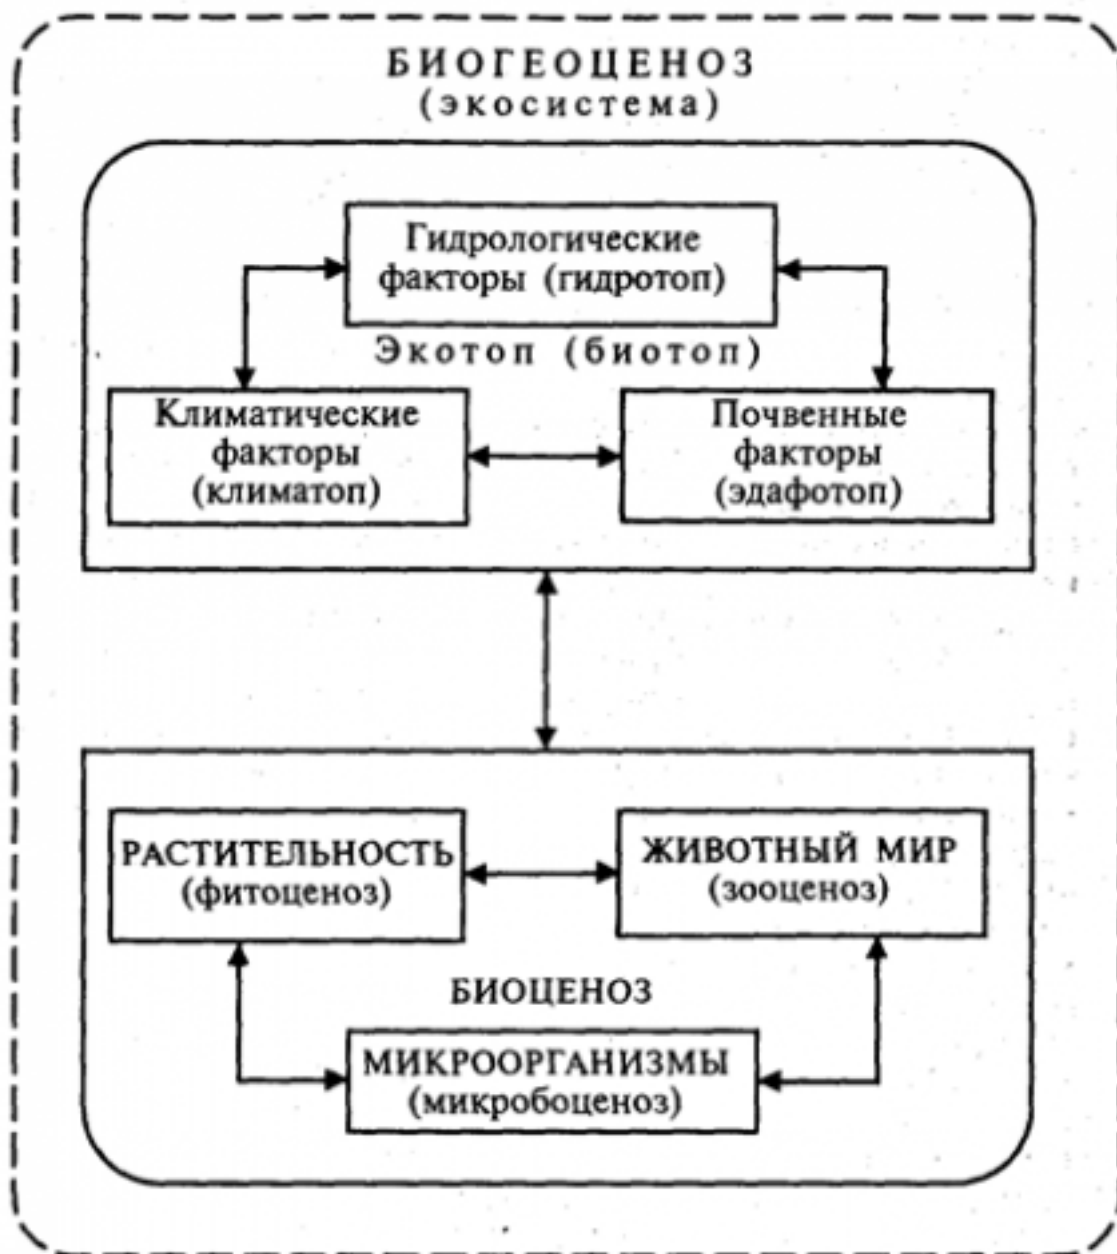 БИОГЕОЦЕНОЗ
(экосистема)
Гидрологические
факторы (гидротоп)
Экотоп (биотоп)
Климатические
факторы
(климатоп)
Почвенные
факторы
(эдафотоп)
РАСТИТЕЛЬНОСТЬ
(фитоценоз)
ЖИВОТНЫЙ МИР
(зооценоз)
БИОЦЕНОЗ
МИКРООРГАНИЗМЫ
(микробоценоз)